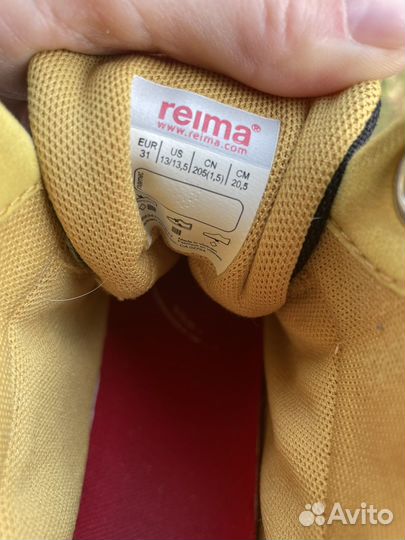 reima®
www.reima.com
EUR US CN CM
31 13/13,5 205(1,5) 20,5
Avito